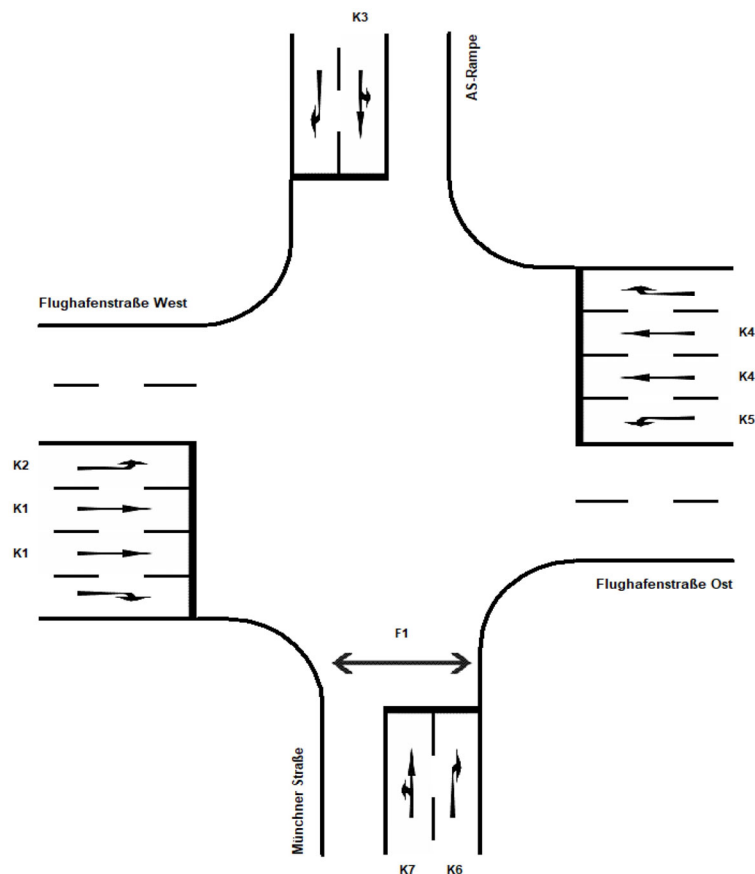 K3
AS-Rampe
Flughafenstraße West
K4
K4
K5
K2
K1
K1
Flughafenstraße Ost
F1
Münchner Straße
K7
K6